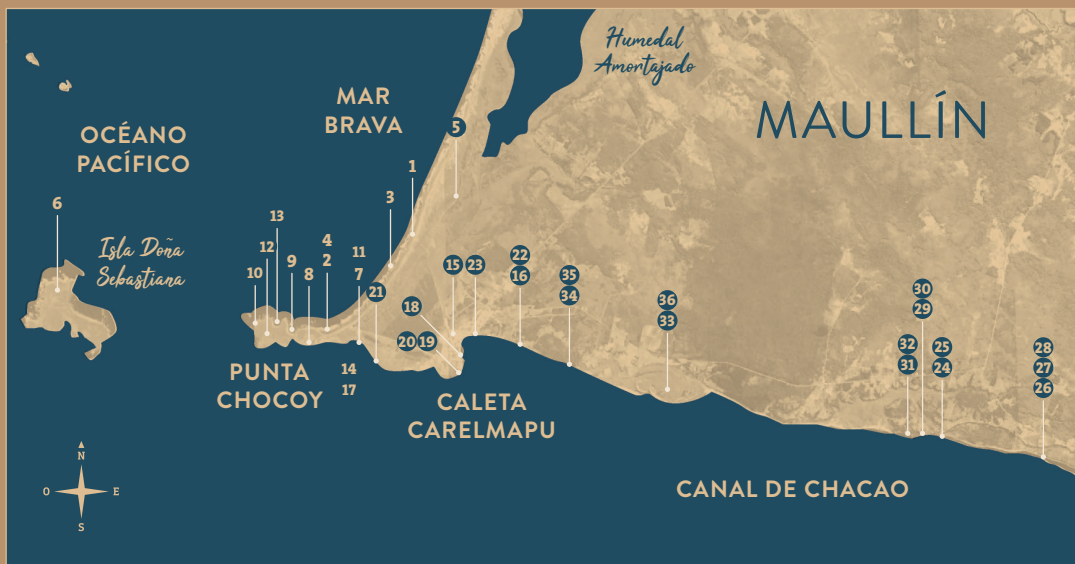 Humedal
Amortajado
MAULLÍN
MAR
BRAVA
OCÉANO
PACÍFICO
5
1
3
6
13
Isla Doña
Sebastiana
12
10
9
4
2
8
11
7
21
15
23
22
16
35
34
18
36
33
30
29
20
19
32
31
25
24
28
27
26
PUNTA
CHOCOY
14
17
CALETA
CARELMAPU
CANAL DE CHACAO
N
O
E
S